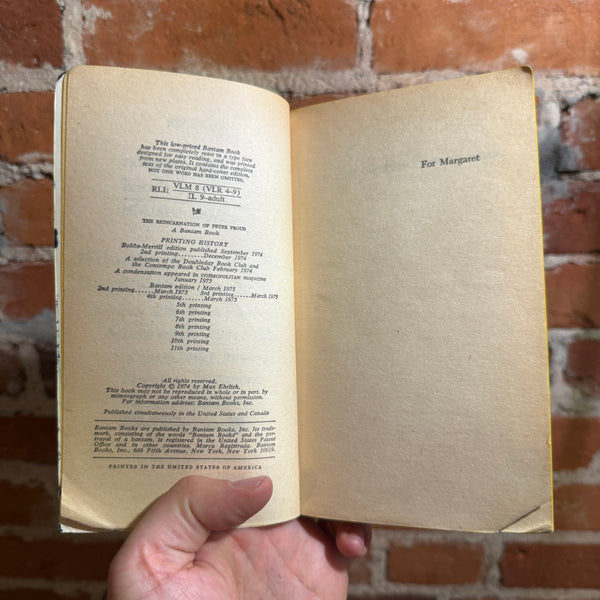 This low-priced Bantam Book
has been completely reset in a type face
designed for easy reading, and was printed
from new plates. It contains the complete
text of the original hard-cover edition.
NOT ONE WORD HAS BEEN OMITTED.
RLI: VLM 8 (VLR 4–9)
IL 9–adult
THE REINCARNATION OF PETER PROUD
A Bantam Book
PRINTING HISTORY
Bobbs-Merrill edition published September 1974
2nd printing........December 1974
A selection of the Doubleday Book Club and
the Contempo Book Club February 1974
A condensation appeared in COSMOPOLITAN magazine
January 1975
Bantam edition / March 1975
2nd printing......March 1975 3rd printing.....March 1975
4th printing......March 1975
5th printing
6th printing
7th printing
8th printing
9th printing
10th printing
11th printing
All rights reserved.
Copyright © 1974 by Max Ehrlich.
This book may not be reproduced in whole or in part, by
mimeograph or any other means, without permission.
For information address: Bantam Books, Inc.
Published simultaneously in the United States and Canada
Bantam Books are published by Bantam Books, Inc. Its trade-
mark, consisting of the words "Bantam Books" and the por-
trayal of a bantam, is registered in the United States Patent
Office and in other countries. Marca Registrada. Bantam
Books, Inc., 666 Fifth Avenue, New York, New York 10019.
PRINTED IN THE UNITED STATES OF AMERICA
For Margaret